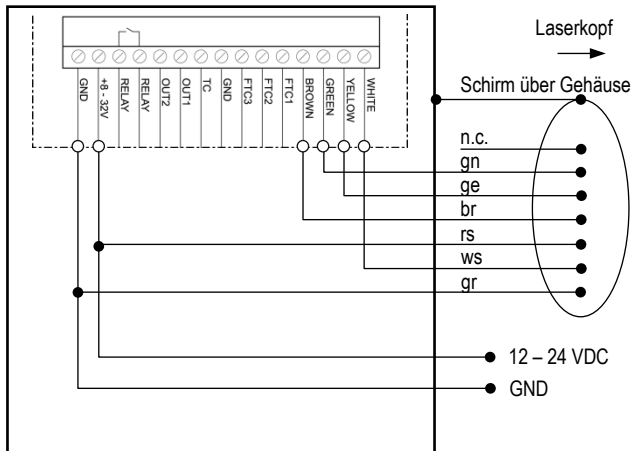 Laserkopf
Schirm über Gehäuse
GND
+8 - 32V
RELAY
RELAY
OUT2
OUT1
TC
GND
FTC3
FTC2
FTC1
BROWN
GREEN
YELLOW
WHITE
n.c.
gn
ge
br
rs
ws
gr
12 – 24 VDC
GND